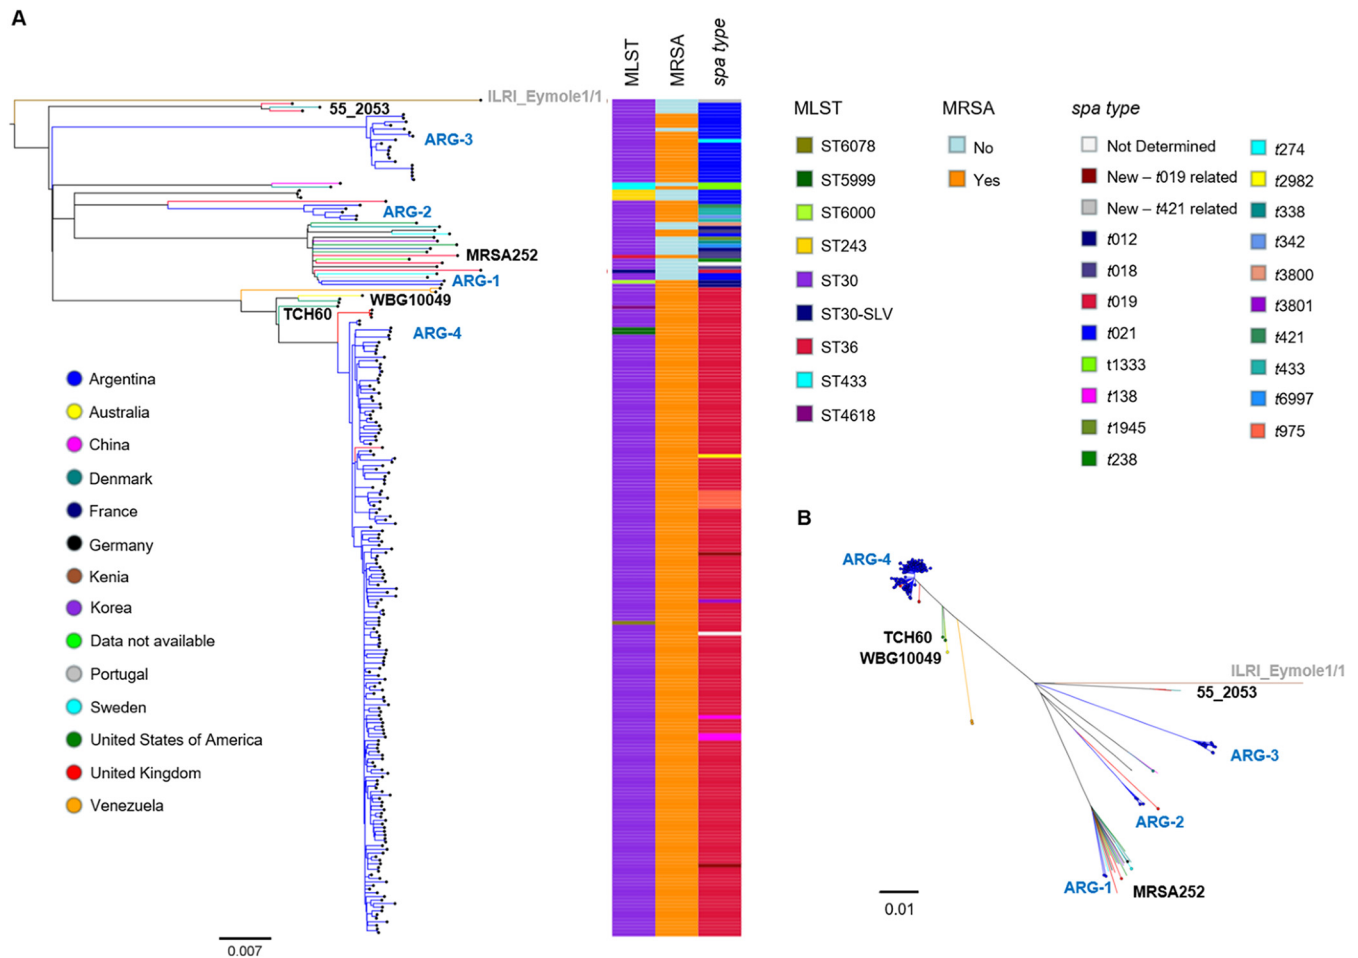 A
MLST
MRSA
spa type
ILRI_Eymole1/1
55_2053
ARG-3
ARG-2
MRSA252
ARG-1
WBG10049
TCH60
ARG-4
Argentina
Australia
China
Denmark
France
Germany
Kenia
Korea
Data not available
Portugal
Sweden
United States of America
United Kingdom
Venezuela
0.007
MLST
ST6078
ST5999
ST6000
ST243
ST30
ST30-SLV
ST36
ST433
ST4618
MRSA
No
Yes
spa type
Not Determined
New – t019 related
New – t421 related
t012
t018
t019
t021
t1333
t138
t1945
t238
t274
t2982
t338
t342
t3800
t3801
t421
t433
t6997
t975
B
ARG-4
TCH60
WBG10049
ILRI_Eymole1/1
55_2053
ARG-3
ARG-2
ARG-1
MRSA252
0.01